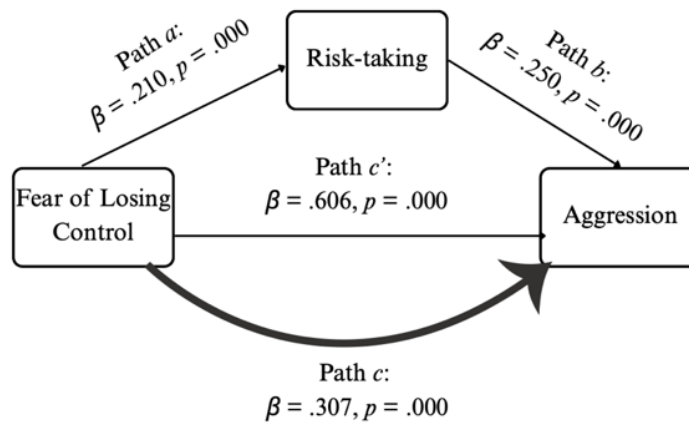 Path a:
β = .210, p = .000
Risk-taking
Path b:
β = .250, p = .000
Fear of Losing
Control
Path c’:
β = .606, p = .000
Aggression
Path c:
β = .307, p = .000